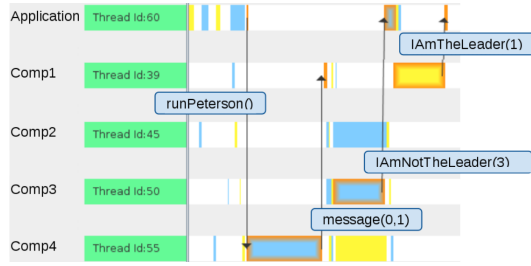 Application Thread Id:60
IAmTheLeader(1)
Comp1 Thread Id:39
runPeterson()
Comp2 Thread Id:45
IAmNotTheLeader(3)
Comp3 Thread Id:50
message(0,1)
Comp4 Thread Id:55